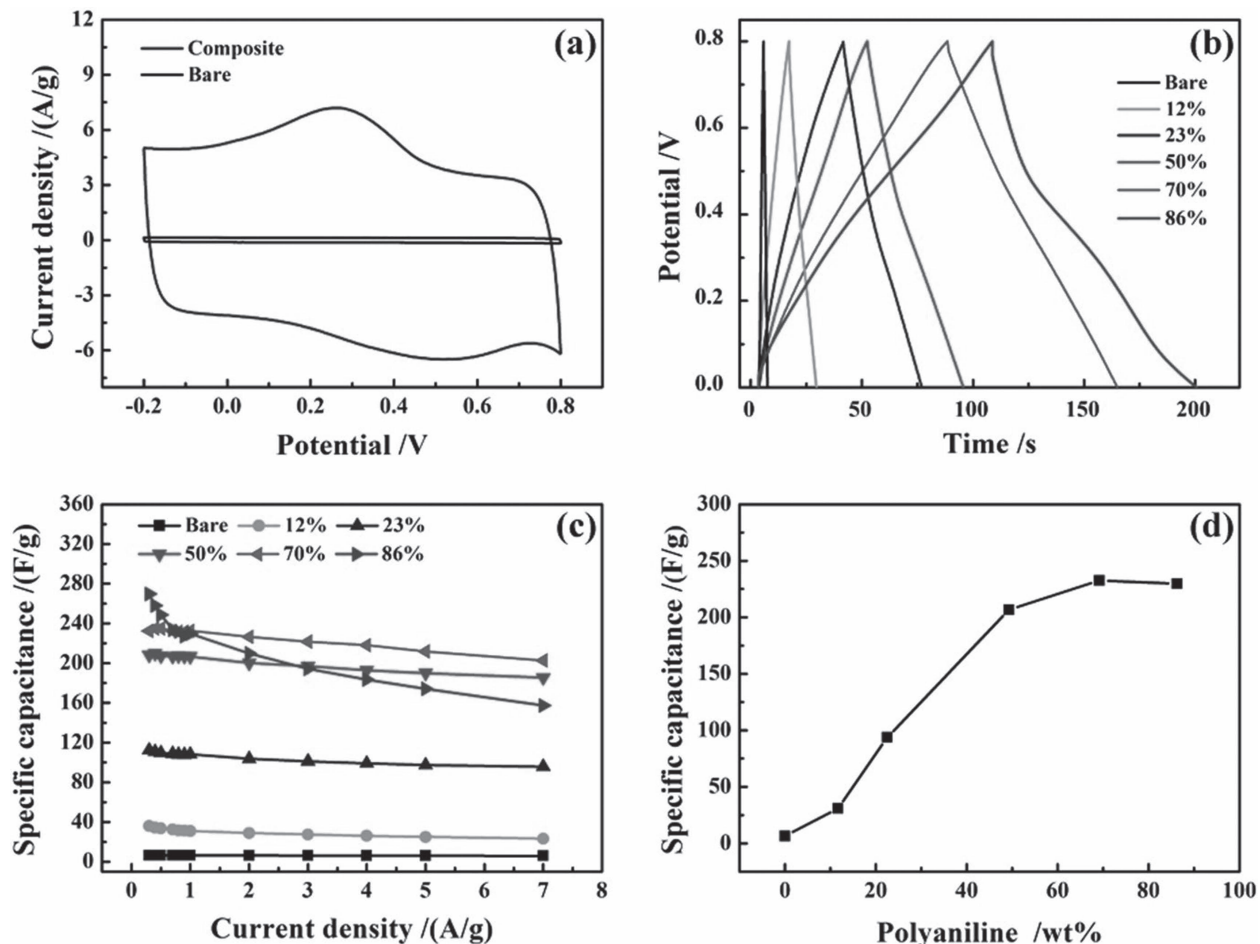 (a)
Composite
Bare
12
9
6
3
0
-3
-6
Current density /(A/g)
-0.2 0.0 0.2 0.4 0.6 0.8
Potential /V
(b)
Bare
12%
23%
50%
70%
86%
0.8
0.6
0.4
0.2
0.0
Potential /V
0 50 100 150 200
Time /s
(c)
Bare 12% 23%
50% 70% 86%
360
320
280
240
200
160
120
80
40
0
Specific capacitance /(F/g)
0 1 2 3 4 5 6 7 8
Current density /(A/g)
(d)
300
250
200
150
100
50
0
Specific capacitance /(F/g)
0 20 40 60 80 100
Polyaniline /wt%